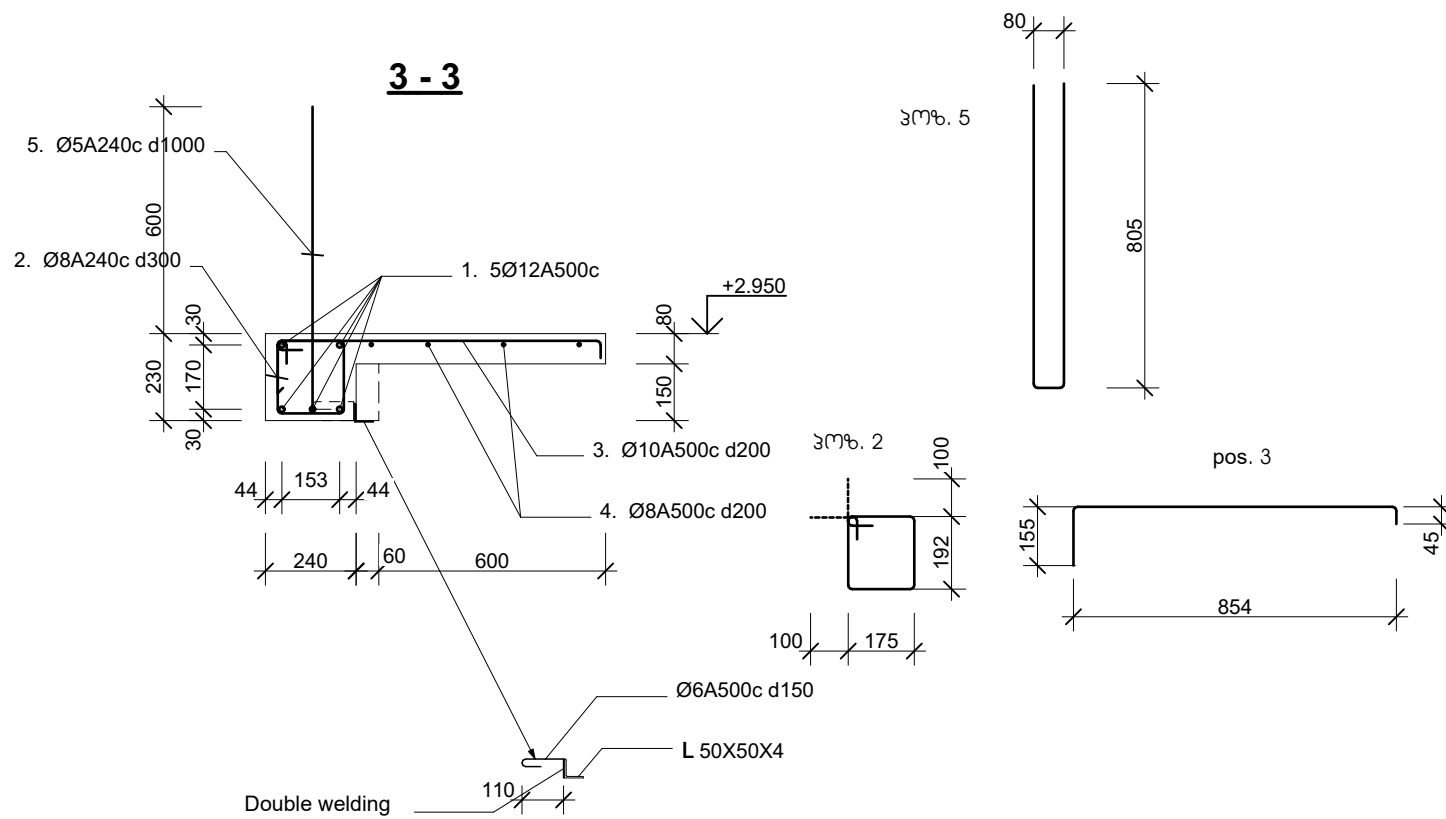 3 - 3
80
პოზ. 5
5. Ø5A240c d1000
600
805
2. Ø8A240c d300
1. 5Ø12A500c
+2.950
30
80
230
170
150
30
3. Ø10A500c d200
პოზ. 2
100
pos. 3
44
153
44
4. Ø8A500c d200
192
155
45
240
60
600
854
100
175
Ø6A500c d150
L 50X50X4
110
Double welding